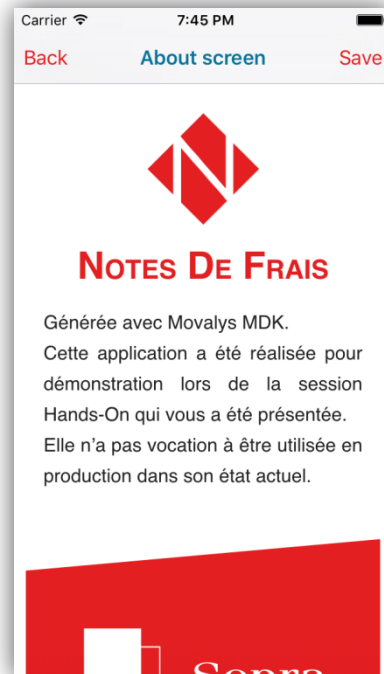 Carrier 7:45 PM
Back About screen Save
NOTES DE FRAIS
Générée avec Movalys MDK.
Cette application a été réalisée pour
démonstration lors de la session
Hands-On qui vous a été présentée.
Elle n'a pas vocation à être utilisée en
production dans son état actuel.
Sopra